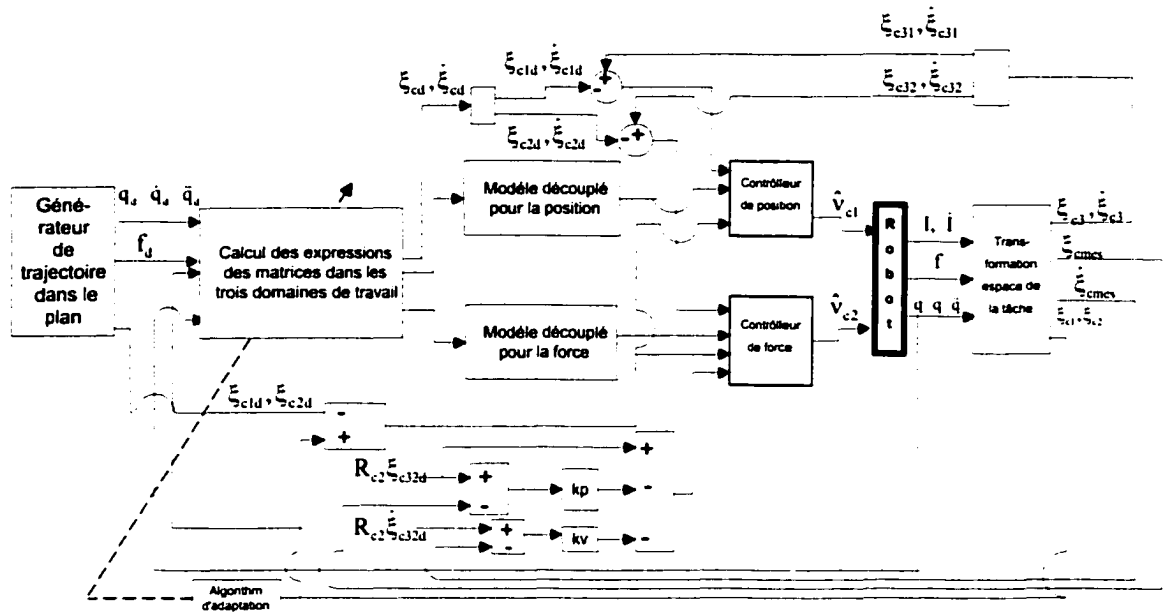 ξc31, ξ̇c31
ξc1d, ξ̇c1d
ξcd, ξ̇cd
ξc32, ξ̇c32
+
-
ξc2d, ξ̇c2d
- +
Géné-
rateur
de
trajectoire
dans le
plan
qd q̇d q̈d
fd
Calcul des expressions
des matrices dans les
trois domaines de travail
Modéle découplé
pour la position
Modéle découplé
pour la force
Contrôlleur
de position
Contrôlleur
de force
v̂c1
v̂c2
Robot
f
Trans-
formation
espace de
la tâche
ξc3, ξ̇c3
ξcmes
ξ̇cmes
ξc1d, ξc2d
-
+
+
Rc2ξc32d
+
-
kp
-
Rc2ξ̇c32d
+
-
kv
-
Algorithm
d'adaptation